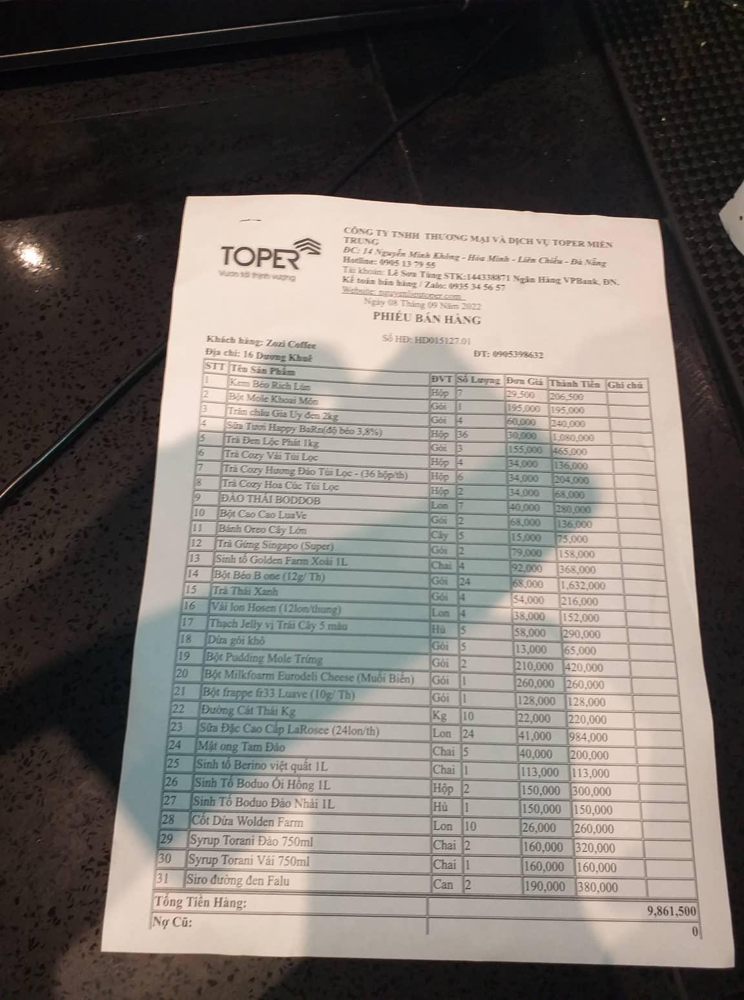 TOPER
Vươn tới thịnh vượng
CÔNG TY TNHH THƯƠNG MẠI VÀ DỊCH VỤ TOPER MIỀN
TRUNG
ĐC: 14 Nguyễn Minh Không - Hòa Minh - Liên Chiểu - Đà Nẵng
Hotline: 0905 13 79 55
Tài khoản: Lê Sơn Tùng STK:144338871 Ngân Hàng VPBank, ĐN.
Kế toán bán hàng / Zalo: 0935 34 56 57
Website: nguyenlieutoper.com
Ngày 08 Tháng 09 Năm 2022
PHIẾU BÁN HÀNG
Số HĐ: HD015127.01
Khách hàng: Zozi Coffee
Địa chỉ: 16 Dương Khuê ĐT: 0905398632
STT Tên Sản Phẩm ĐVT Số Lượng Đơn Giá Thành Tiền Ghi chú
1 Kem Béo Rich Lùn Hộp 7 29,500 206,500
2 Bột Mole Khoai Môn Gói 1 195,000 195,000
3 Trân châu Gia Uy đen 2kg Gói 4 60,000 240,000
4 Sữa Tươi Happy BaRn(độ béo 3,8%) Hộp 36 30,000 1,080,000
5 Trà Đen Lộc Phát 1kg Gói 3 155,000 465,000
6 Trà Cozy Vải Túi Lọc Hộp 4 34,000 136,000
7 Trà Cozy Hương Đào Túi Lọc - (36 hộp/th) Hộp 6 34,000 204,000
8 Trà Cozy Hoa Cúc Túi Lọc Hộp 2 34,000 68,000
9 ĐÀO THÁI BODDOB Lon 7 40,000 280,000
10 Bột Cao Cao LuaVe Gói 2 68,000 136,000
11 Bánh Oreo Cây Lớn Cây 5 15,000 75,000
12 Trà Gừng Singapo (Super) Gói 2 79,000 158,000
13 Sinh tố Golden Farm Xoài 1L Chai 4 92,000 368,000
14 Bột Béo B one (12g/ Th) Gói 24 68,000 1,632,000
15 Trà Thái Xanh Gói 4 54,000 216,000
16 Vải lon Hosen (12lon/thung) Lon 4 38,000 152,000
17 Thạch Jelly vị Trái Cây 5 màu Hủ 5 58,000 290,000
18 Dừa gói khô Gói 5 13,000 65,000
19 Bột Pudding Mole Trứng Gói 2 210,000 420,000
20 Bột Milkfoarm Eurodeli Cheese (Muối Biển) Gói 1 260,000 260,000
21 Bột frappe fr33 Luave (10g/ Th) Gói 1 128,000 128,000
22 Đường Cát Thái Kg Kg 10 22,000 220,000
23 Sữa Đặc Cao Cấp LaRosee (24lon/th) Lon 24 41,000 984,000
24 Mật ong Tam Đảo Chai 5 40,000 200,000
25 Sinh tố Berino việt quất 1L Chai 1 113,000 113,000
26 Sinh Tố Boduo Ổi Hồng 1L Hộp 2 150,000 300,000
27 Sinh Tố Boduo Đào Nhài 1L Hủ 1 150,000 150,000
28 Cốt Dừa Wolden Farm Lon 10 26,000 260,000
29 Syrup Torani Đào 750ml Chai 2 160,000 320,000
30 Syrup Torani Vải 750ml Chai 1 160,000 160,000
31 Siro đường đen Falu Can 2 190,000 380,000
Tổng Tiền Hàng: 9,861,500
Nợ Cũ: 0